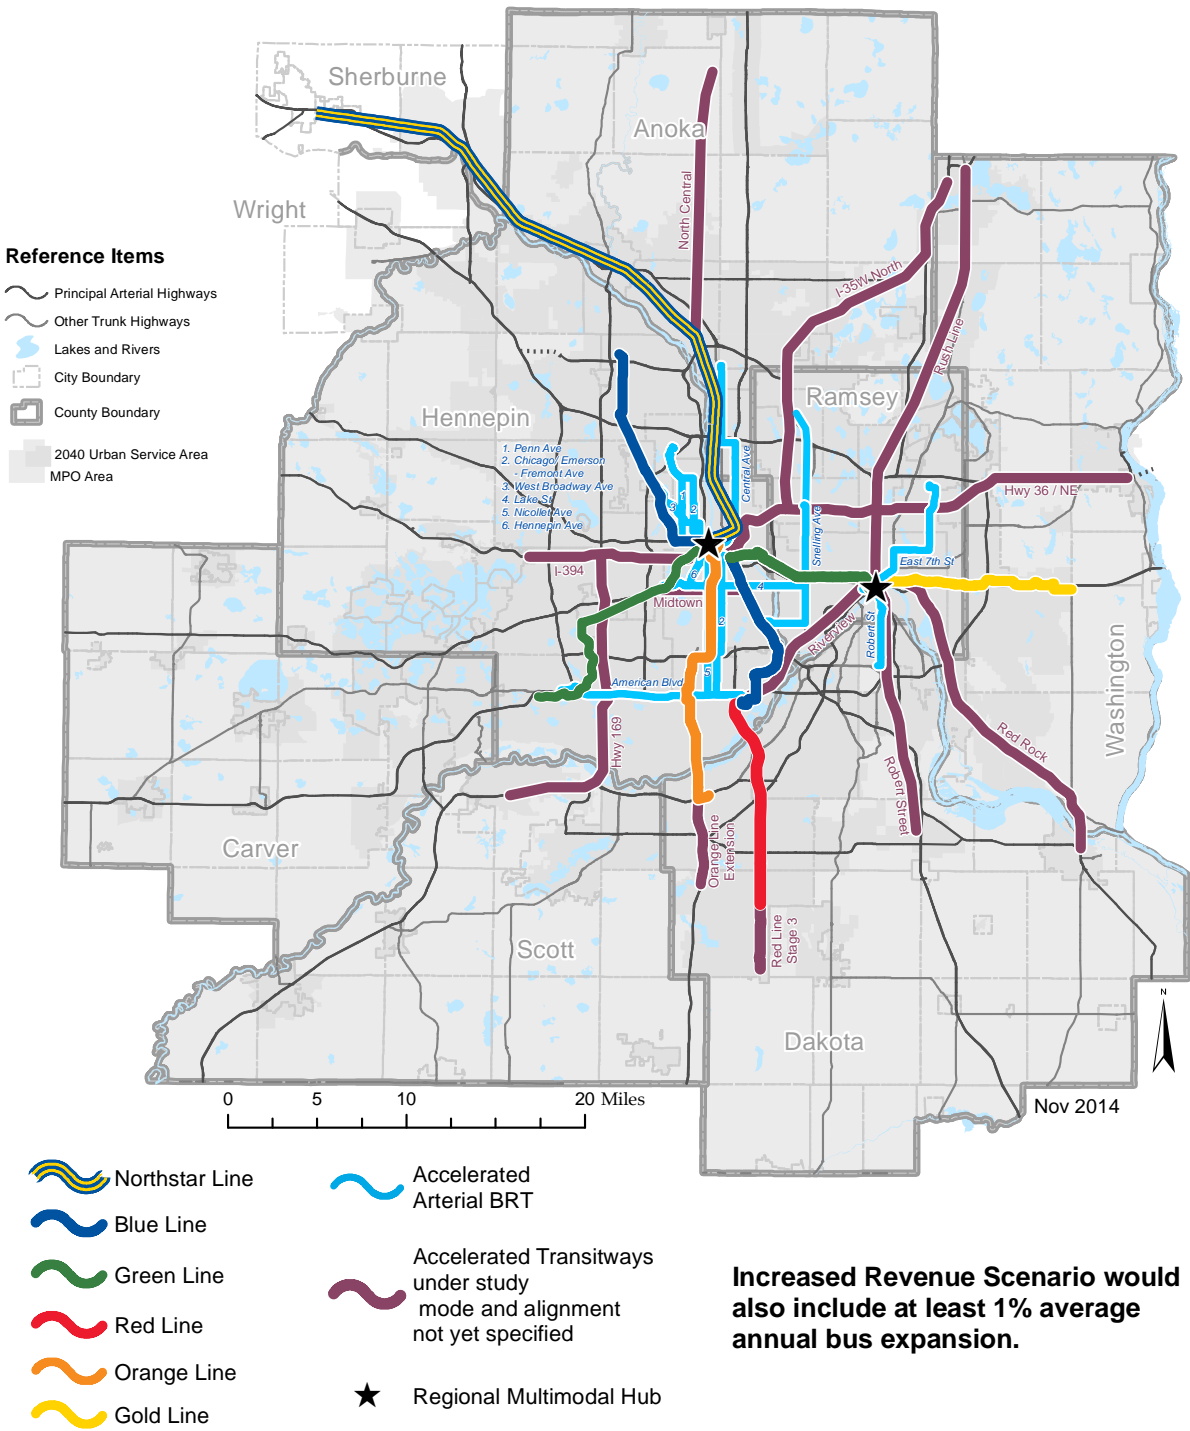 Sherburne
Anoka
Wright
North Central
I-35W North
Rush Line
Reference Items
Principal Arterial Highways
Other Trunk Highways
Lakes and Rivers
City Boundary
County Boundary
2040 Urban Service Area
MPO Area
Hennepin
Ramsey
1. Penn Ave
2. Chicago/ Emerson
- Fremont Ave
3. West Broadway Ave
4. Lake St
5. Nicollet Ave
6. Hennepin Ave
Central Ave
1
3
2
Hwy 36 / NE
Snelling Ave
East 7th St
I-394
6
4
Midtown
2
Riverview
Robert St
5
American Blvd
Washington
Hwy 169
Red Rock
Robert Street
Orange Line
Extension
Carver
Scott
Red Line
Stage 3
Dakota
N
Nov 2014
0 5 10 20 Miles
Northstar Line
Blue Line
Green Line
Red Line
Orange Line
Gold Line
Accelerated
Arterial BRT
Accelerated Transitways
under study
mode and alignment
not yet specified
Regional Multimodal Hub
Increased Revenue Scenario would
also include at least 1% average
annual bus expansion.